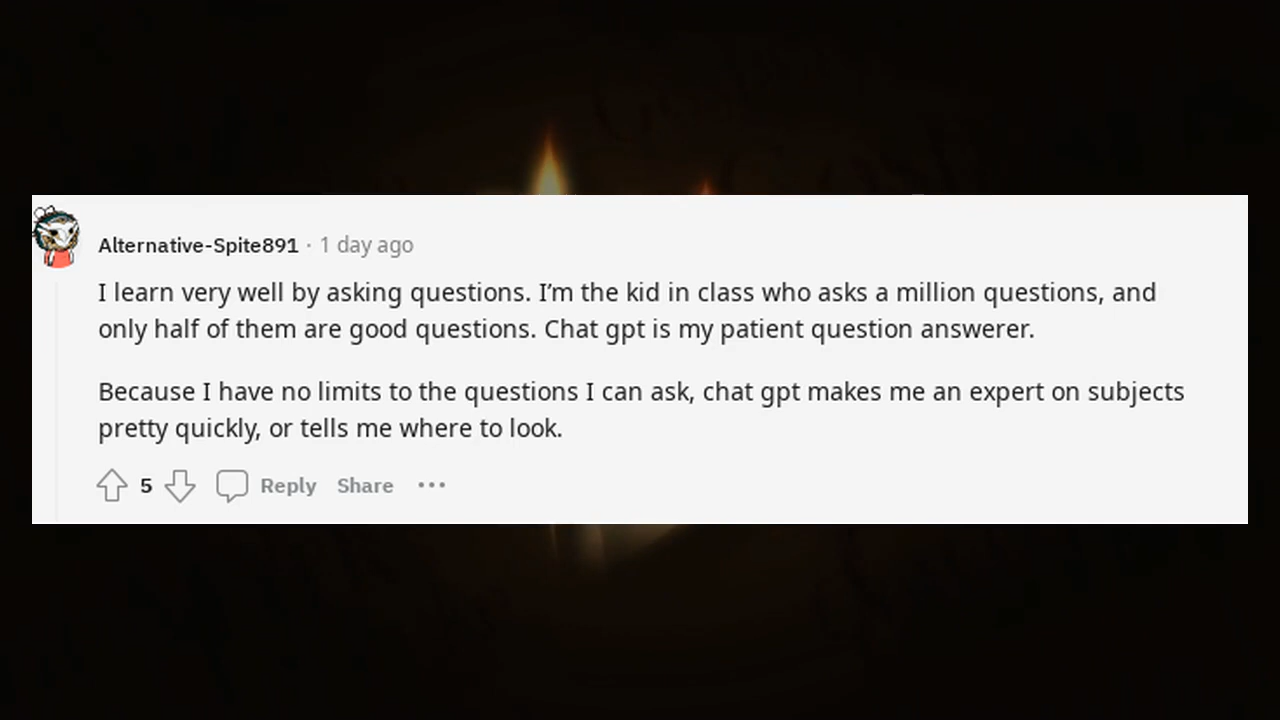 Alternative-Spite891 · 1 day ago
I learn very well by asking questions. I’m the kid in class who asks a million questions, and
only half of them are good questions. Chat gpt is my patient question answerer.
Because I have no limits to the questions I can ask, chat gpt makes me an expert on subjects
pretty quickly, or tells me where to look.
5 Reply Share •••